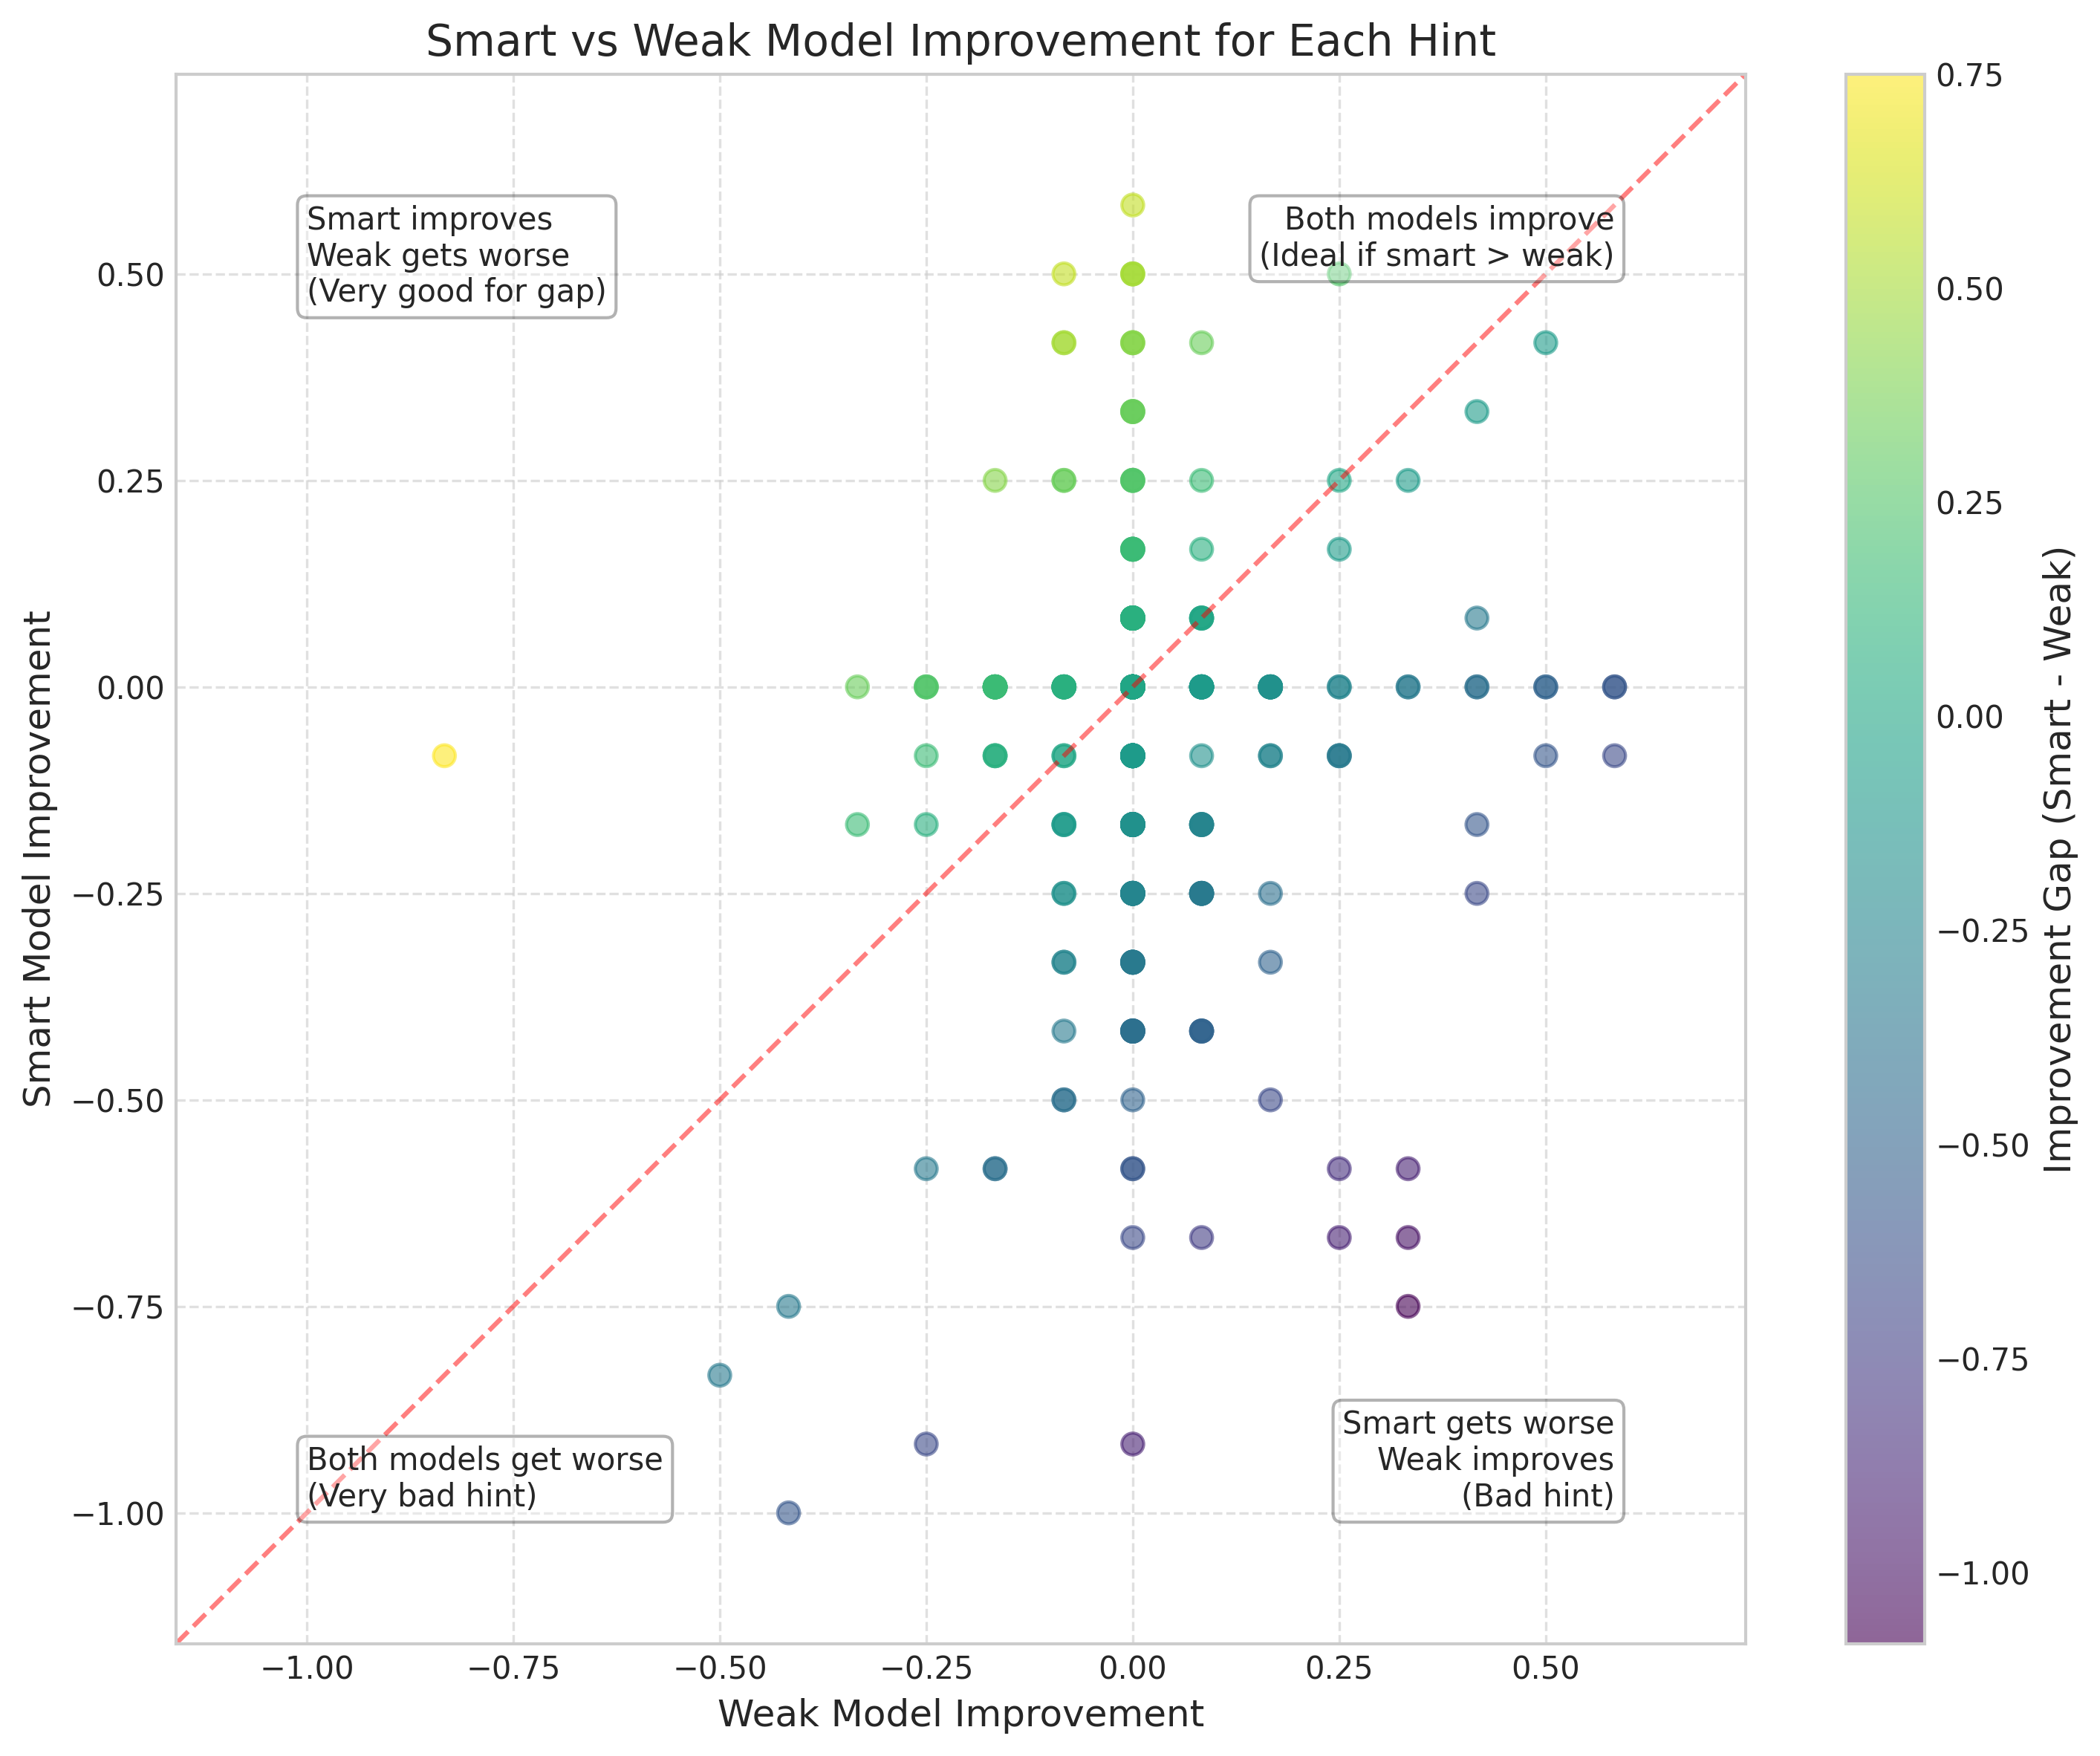 Smart vs Weak Model Improvement for Each Hint
Smart improves
Weak gets worse
(Very good for gap)
Both models improve
(Ideal if smart > weak)
Both models get worse
(Very bad hint)
Smart gets worse
Weak improves
(Bad hint)
Smart Model Improvement
0.50
0.25
0.00
−0.25
−0.50
−0.75
−1.00
−1.00
−0.75
−0.50
−0.25
0.00
0.25
0.50
Weak Model Improvement
0.75
0.50
0.25
0.00
−0.25
−0.50
−0.75
−1.00
Improvement Gap (Smart - Weak)